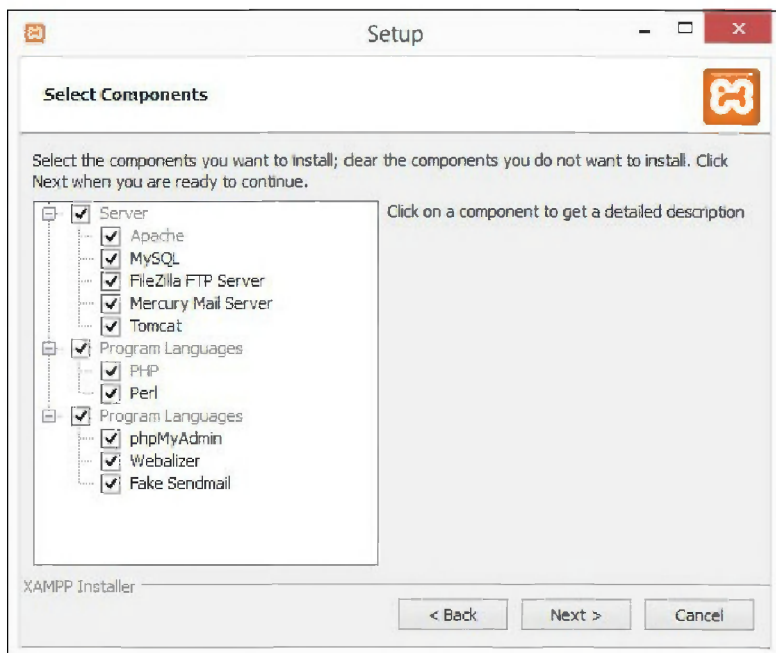 Setup
Select Components
Select the components you want to install; clear the components you do not want to install. Click
Next when you are ready to continue.
Server
Apache
MySQL
FileZilla FTP Server
Mercury Mail Server
Tomcat
Program Languages
PHP
Perl
Program Languages
phpMyAdmin
Webalizer
Fake Sendmail
Click on a component to get a detailed description
XAMPP Installer
< Back
Next >
Cancel